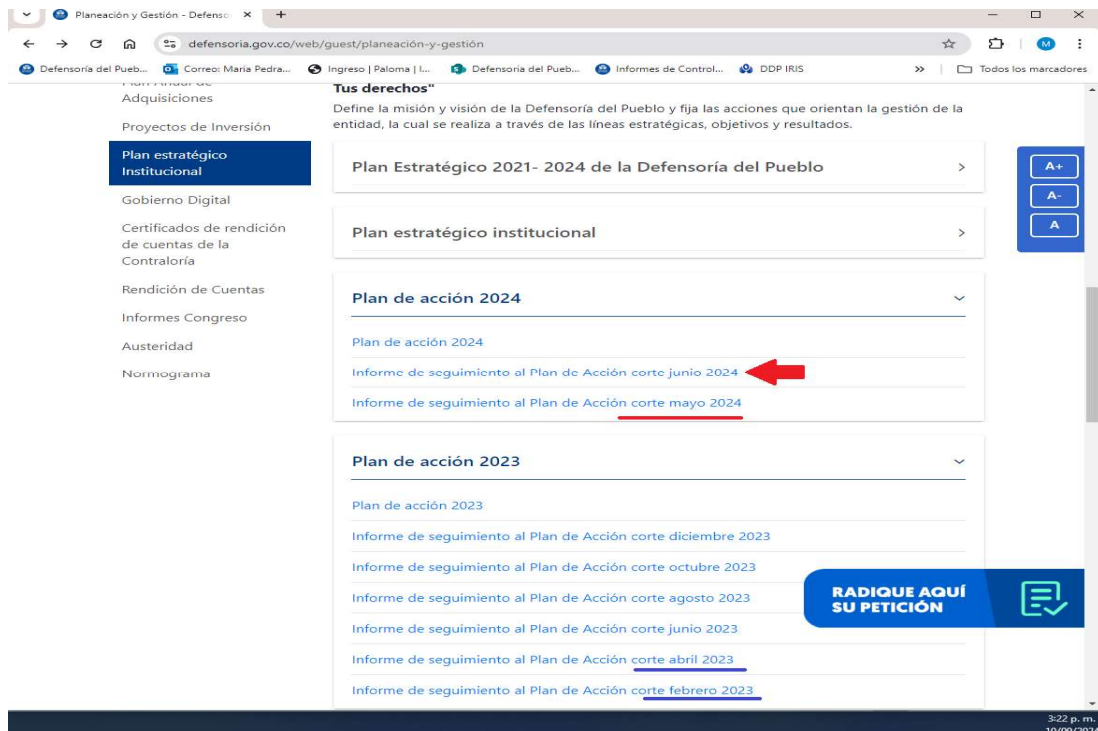 Planeación y Gestión - Defenso
defensoria.gov.co/web/guest/planeación-y-gestión
M
Defensoría del Pueb...
Correo: Maria Pedra...
Ingreso | Paloma | I...
Defensoria del Pueb...
Informes de Control...
DDP IRIS
»
Todos los marcadores
Adquisiciones
Proyectos de Inversión
Plan estratégico
Institucional
Gobierno Digital
Certificados de rendición
de cuentas de la
Contraloría
Rendición de Cuentas
Informes Congreso
Austeridad
Normograma
Tus derechos"
Define la misión y visión de la Defensoría del Pueblo y fija las acciones que orientan la gestión de la
entidad, la cual se realiza a través de las líneas estratégicas, objetivos y resultados.
Plan Estratégico 2021- 2024 de la Defensoría del Pueblo
Plan estratégico institucional
Plan de acción 2024
Plan de acción 2024
Informe de seguimiento al Plan de Acción corte junio 2024
Informe de seguimiento al Plan de Acción corte mayo 2024
Plan de acción 2023
Plan de acción 2023
Informe de seguimiento al Plan de Acción corte diciembre 2023
Informe de seguimiento al Plan de Acción corte octubre 2023
Informe de seguimiento al Plan de Acción corte agosto 2023
Informe de seguimiento al Plan de Acción corte junio 2023
Informe de seguimiento al Plan de Acción corte abril 2023
Informe de seguimiento al Plan de Acción corte febrero 2023
A+
A-
A
RADIQUE AQUÍ
SU PETICIÓN
3:22 p. m.